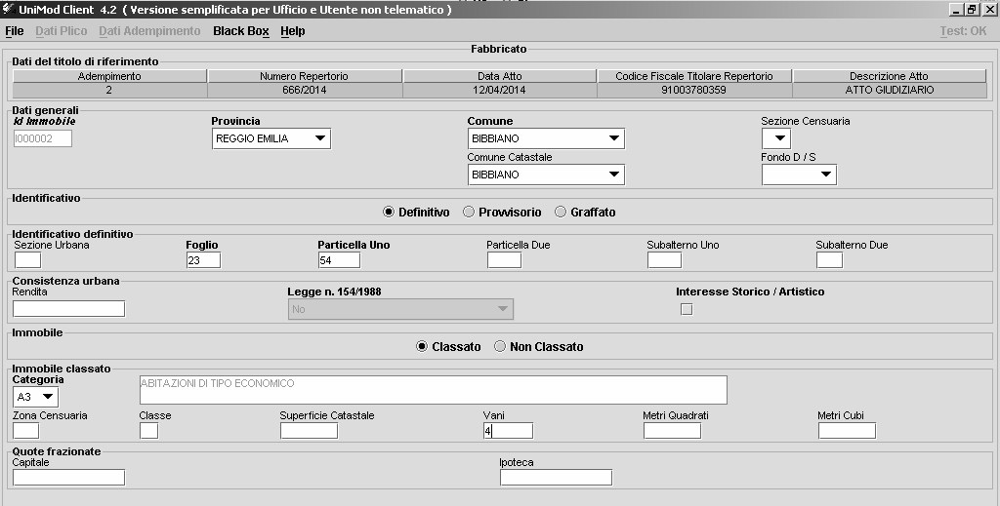 UniMod Client 4.2 ( Versione semplificata per Ufficio e Utente non telematico )
File Dati Plico Dati Adempimento Black Box Help Test: OK
Fabbricato
Dati del titolo di riferimento
Adempimento Numero Repertorio Data Atto Codice Fiscale Titolare Repertorio Descrizione Atto
2 666/2014 12/04/2014 91003780359 ATTO GIUDIZIARIO
Dati generali
Id Immobile Provincia Comune Sezione Censuaria
I000002 REGGIO EMILIA BIBBIANO
Comune Catastale Fondo D / S
BIBBIANO
Identificativo
Definitivo Provvisorio Graffato
Identificativo definitivo
Sezione Urbana Foglio Particella Uno Particella Due Subalterno Uno Subalterno Due
23 54
Consistenza urbana
Rendita Legge n. 154/1988 Interesse Storico / Artistico
No
Immobile
Classato Non Classato
Immobile classato
Categoria
A3 ABITAZIONI DI TIPO ECONOMICO
Zona Censuaria Classe Superficie Catastale Vani Metri Quadrati Metri Cubi
4
Quote frazionate
Capitale Ipoteca